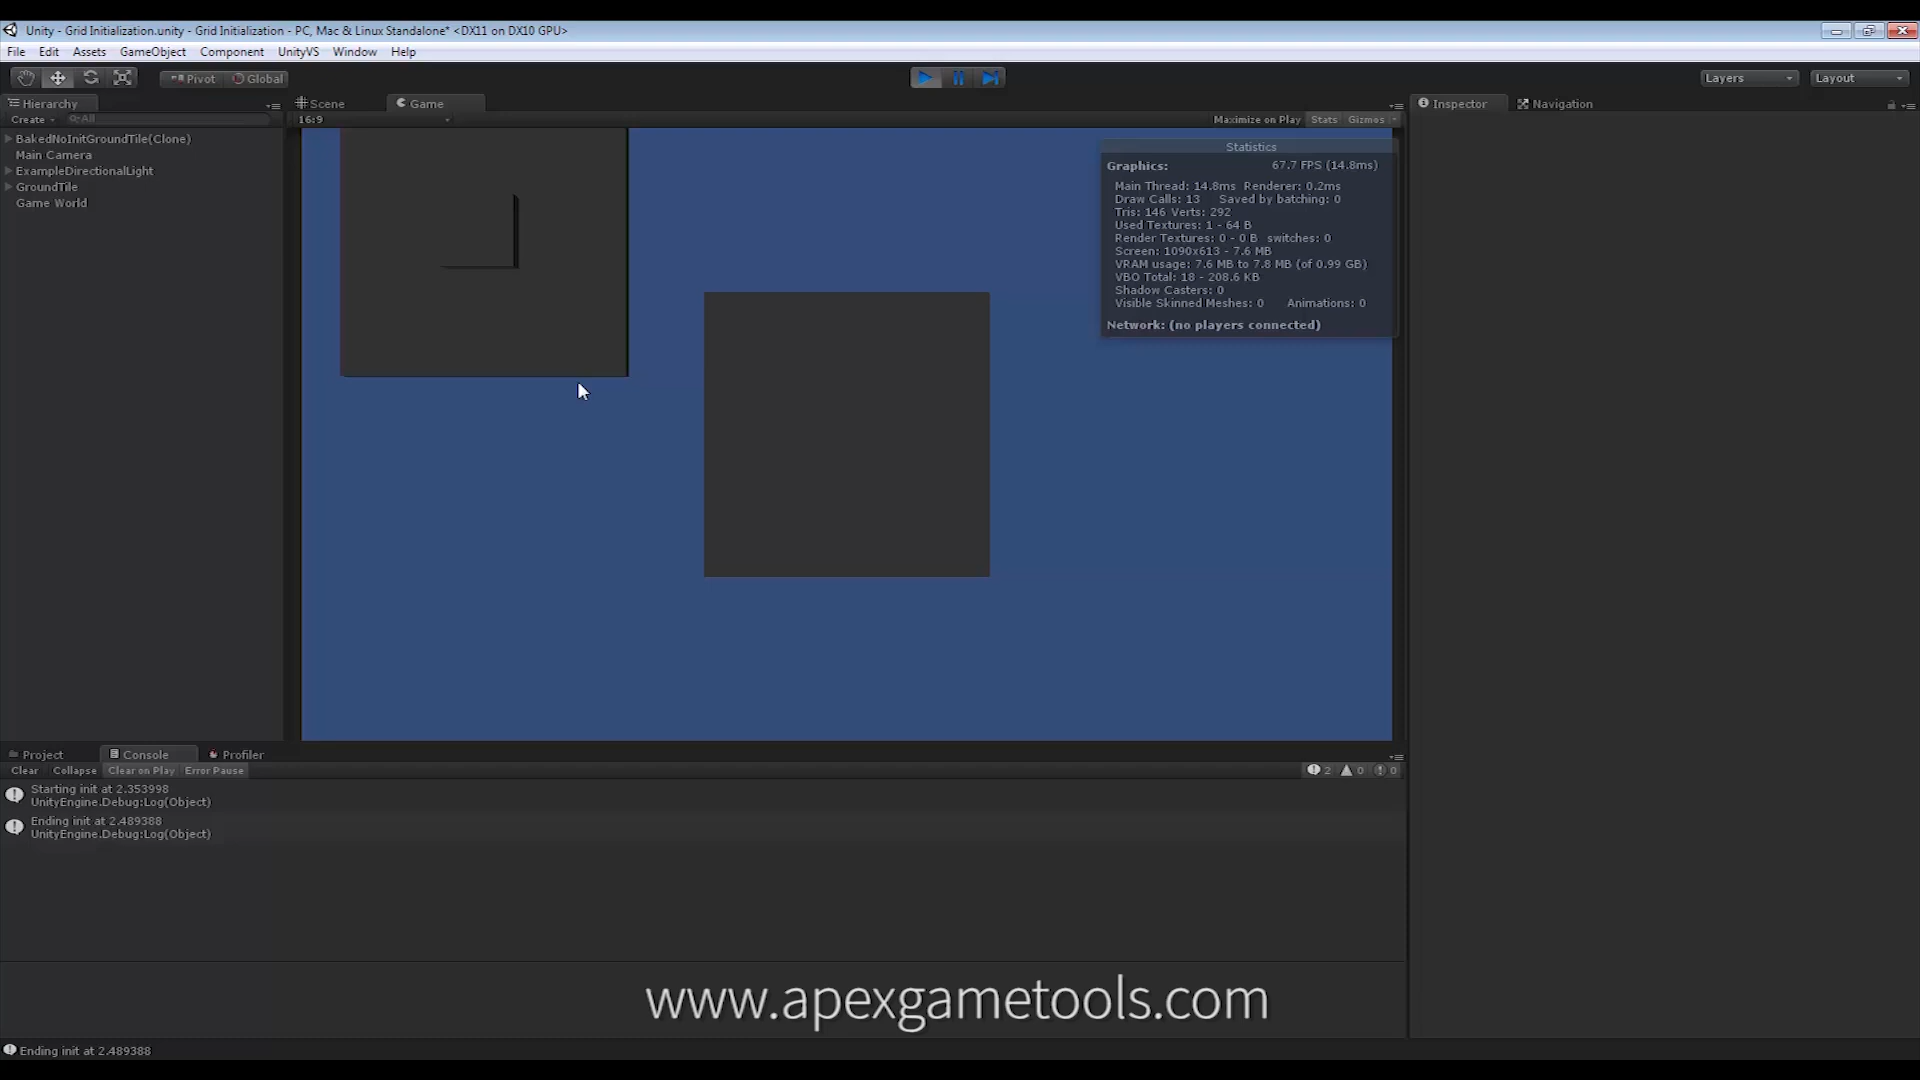 Unity - Grid Initialization.unity - Grid Initialization - PC, Mac & Linux Standalone* <DX11 on DX10 GPU>
File Edit Assets GameObject Component UnityVS Window Help
Pivot Global Layers Layout
Hierarchy Scene Game Inspector Navigation
Create All 16:9 Maximize on Play Stats Gizmos
BakedNoInitGroundTile(Clone)
Main Camera
ExampleDirectionalLight
GroundTile
Game World
Statistics
Graphics: 67.7 FPS (14.8ms)
Main Thread: 14.8ms Renderer: 0.2ms
Draw Calls: 13 Saved by batching: 0
Tris: 146 Verts: 292
Used Textures: 1 - 64 B
Render Textures: 0 - 0 B switches: 0
Screen: 1090x613 - 7.6 MB
VRAM usage: 7.6 MB to 7.8 MB (of 0.99 GB)
VBO Total: 18 - 208.6 KB
Shadow Casters: 0
Visible Skinned Meshes: 0 Animations: 0
Network: (no players connected)
Project Console Profiler
Clear Collapse Clear on Play Error Pause 2 0 0
Starting init at 2.353998
UnityEngine.Debug:Log(Object)
Ending init at 2.489388
UnityEngine.Debug:Log(Object)
www.apexgametools.com
Ending init at 2.489388